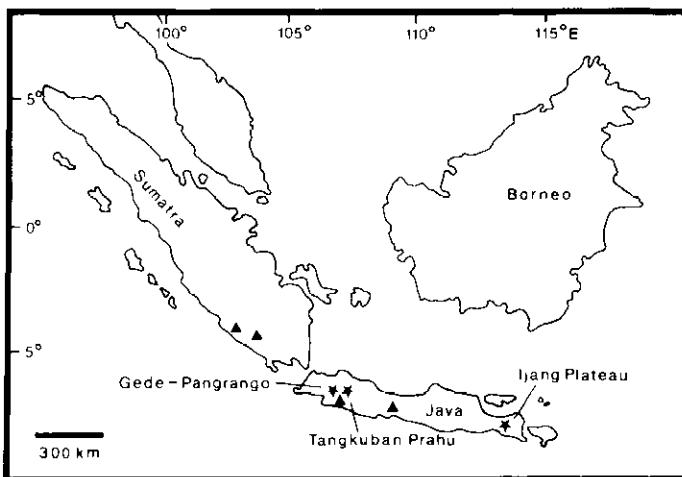 100° 105° 110° 115°E
5°
Sumatra
Borneo
0°
5°
Gede-Pangrango
Ijang Plateau
Java
Tangkuban Prahu
300 km